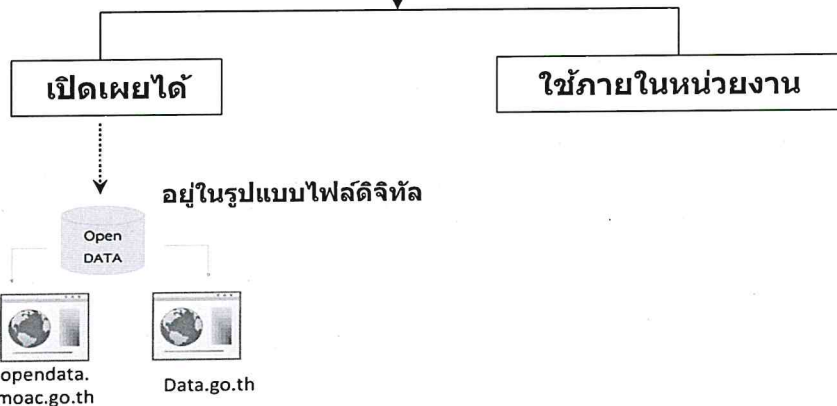 เปิดเผยได้
ใช้ภายในหน่วยงาน
อยู่ในรูปแบบไฟล์ดิจิทัล
Open
DATA
opendata.
moac.go.th
Data.go.th